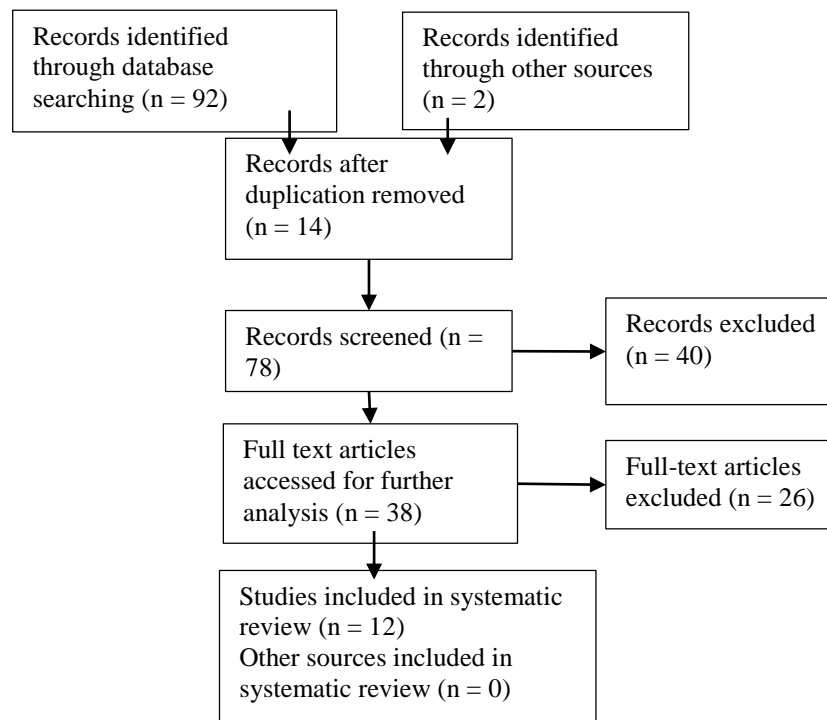 Records identified
through database
searching (n = 92)
Records identified
through other sources
(n = 2)
Records after
duplication removed
(n = 14)
Records screened (n =
78)
Records excluded
(n = 40)
Full text articles
accessed for further
analysis (n = 38)
Full-text articles
excluded (n = 26)
Studies included in systematic
review (n = 12)
Other sources included in
systematic review (n = 0)